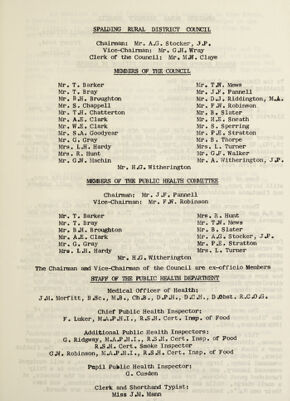 SPALDING RURAL DISTRICT COUNCIL
Chairman: Mr. A.G. Stocker, J.P.
Vice-Chairman: Mr. G.H. Wray
Clerk of the Council: Mr. M.W. Claye
MEMBERS OF THE COUNCIL
Mr. T. Barker
Mr. T. Bray
Mr. B.H. Broughton
Mr. S. Chappell
Mr. T.H. Chatterton
Mr. A.E. Clark
Mr. W.E. Clark
Mr. S.A. Goodyear
Mr. G. Gray
Mrs. L.H. Hardy
Mrs. R. Hunt
Mr. G.W. Machin
Mr. T.W. Mews
Mr. J.F. Pannell
Mr. D.J. Riddington, M.A.
Mr. F.W. Robinson
Mr. B. Slater
Mr. H.E. Sneath
Mr. S. Sperring
Mr. P.E. Stratton
Mr. B. Thorpe
Mrs. L. Turner
Mr. G.F. Walker
Mr. A. Witherington, J.P.
Mr. H.G. Witherington
MEMBERS OF THE PUBLIC HEALTH COMMITTEE
Chairman: Mr. J.F. Pannell
Vice-Chairman: Mr. F.W. Robinson
Mr. T. Barker
Mr. T. Bray
Mr. B.H. Broughton
Mr. A.E. Clark
Mr. G. Gray
Mrs. L.H. Hardy
Mrs. R. Hunt
Mr. T.W. Mews
Mr. B. Slater
Mr. A.G. Stocker, J.P.
Mr. P.E. Stratton
Mrs. L. Turner
Mr. H.G. Witherington
The Chairman and Vice-Chairman of the Council are ex-officio Members
STAFF OF THE PUBLIC HEALTH DEPARTMENT
Medical Officer of Health:
J.H. Morfitt, B.Sc., M.B., Ch.B., D.P.H., D.C.H., D.Obst. R.C.O.G.
Chief Public Health Inspector:
F. Luker, M.A.P.H.I., R.S.H. Cert. Insp. of Food
Additional Public Health Inspectors:
G. Ridgway, M.A.P.H.I., R.S.H. Cert. Insp. of Food
R.S.H. Cert. Smoke Inspector
G.W. Robinson, M.A.P.H.I., R.S.H. Cert. Insp. of Food
Pupil Public Health Inspector:
G. Cowden
Clerk and Shorthand Typist:
Miss J.M. Mann